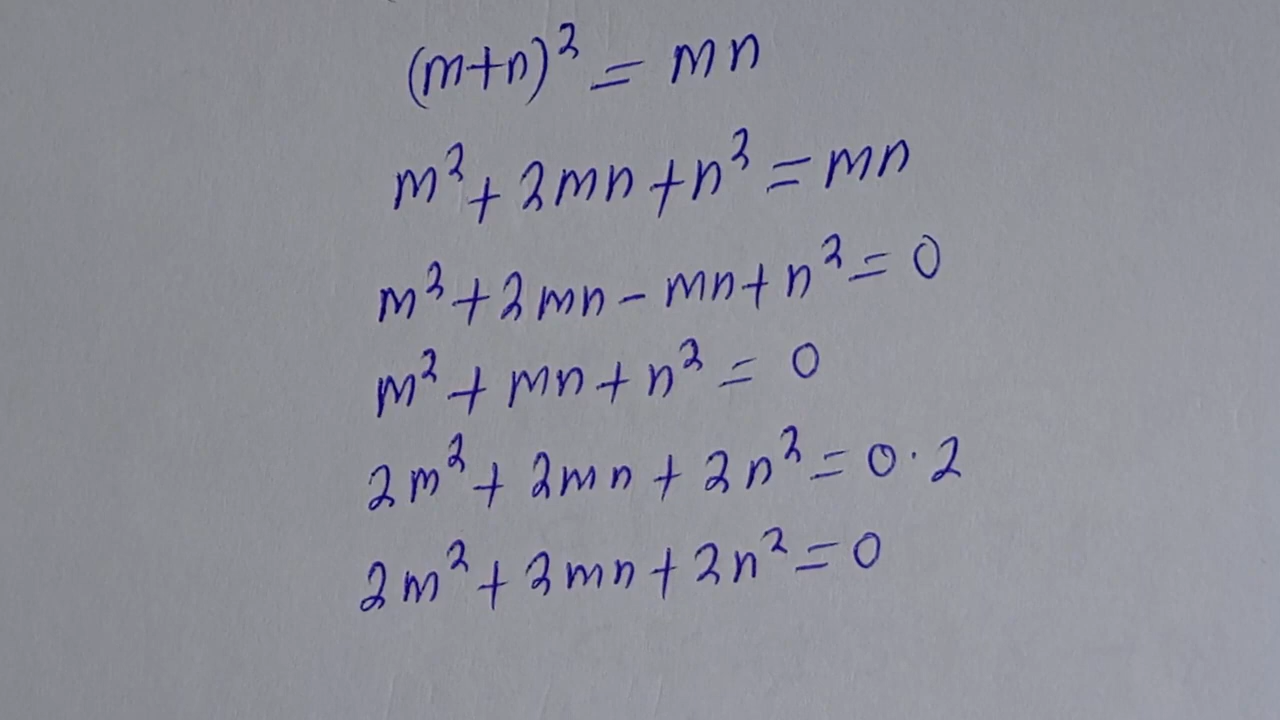 (m+n)² = mn
m² + 2mn + n² = mn
m² + 2mn - mn + n² = 0
m² + mn + n² = 0
2m² + 2mn + 2n² = 0 · 2
2m² + 2mn + 2n² = 0